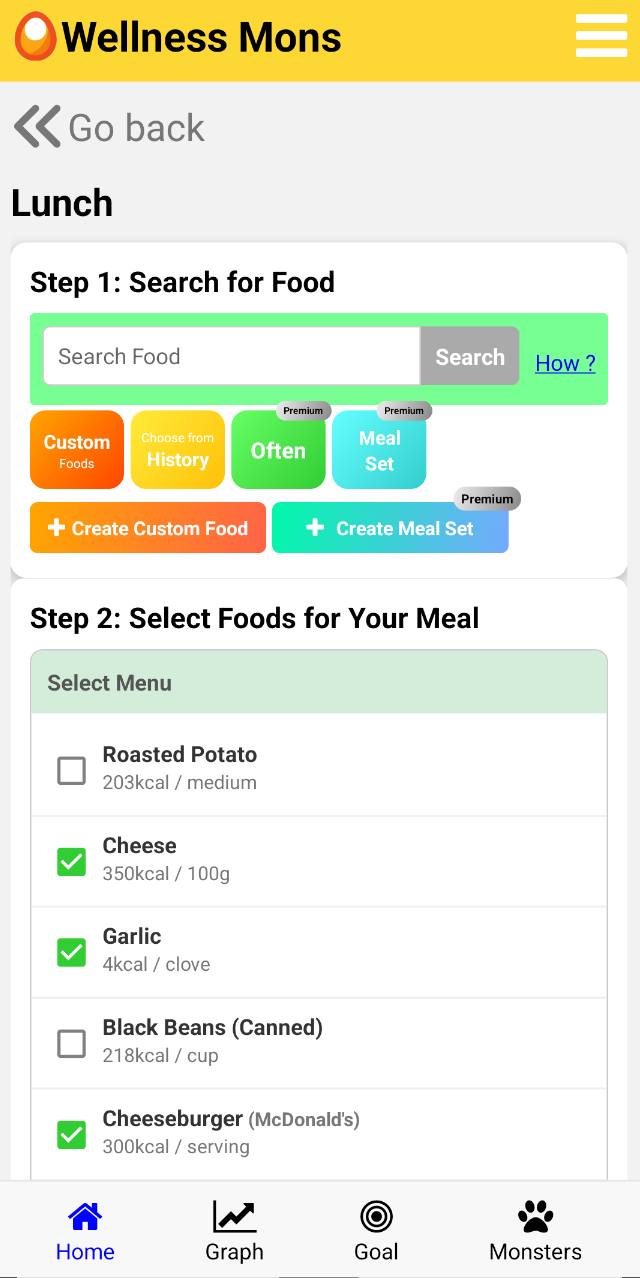 Wellness Mons
Go back
Lunch
Step 1: Search for Food
Search Food
Search
How ?
Custom
Foods
Choose from
History
Premium
Often
Premium
Meal
Set
Create Custom Food
Premium
Create Meal Set
Step 2: Select Foods for Your Meal
Select Menu
Roasted Potato
203kcal / medium
Cheese
350kcal / 100g
Garlic
4kcal / clove
Black Beans (Canned)
218kcal / cup
Cheeseburger (McDonald's)
300kcal / serving
Home
Graph
Goal
Monsters